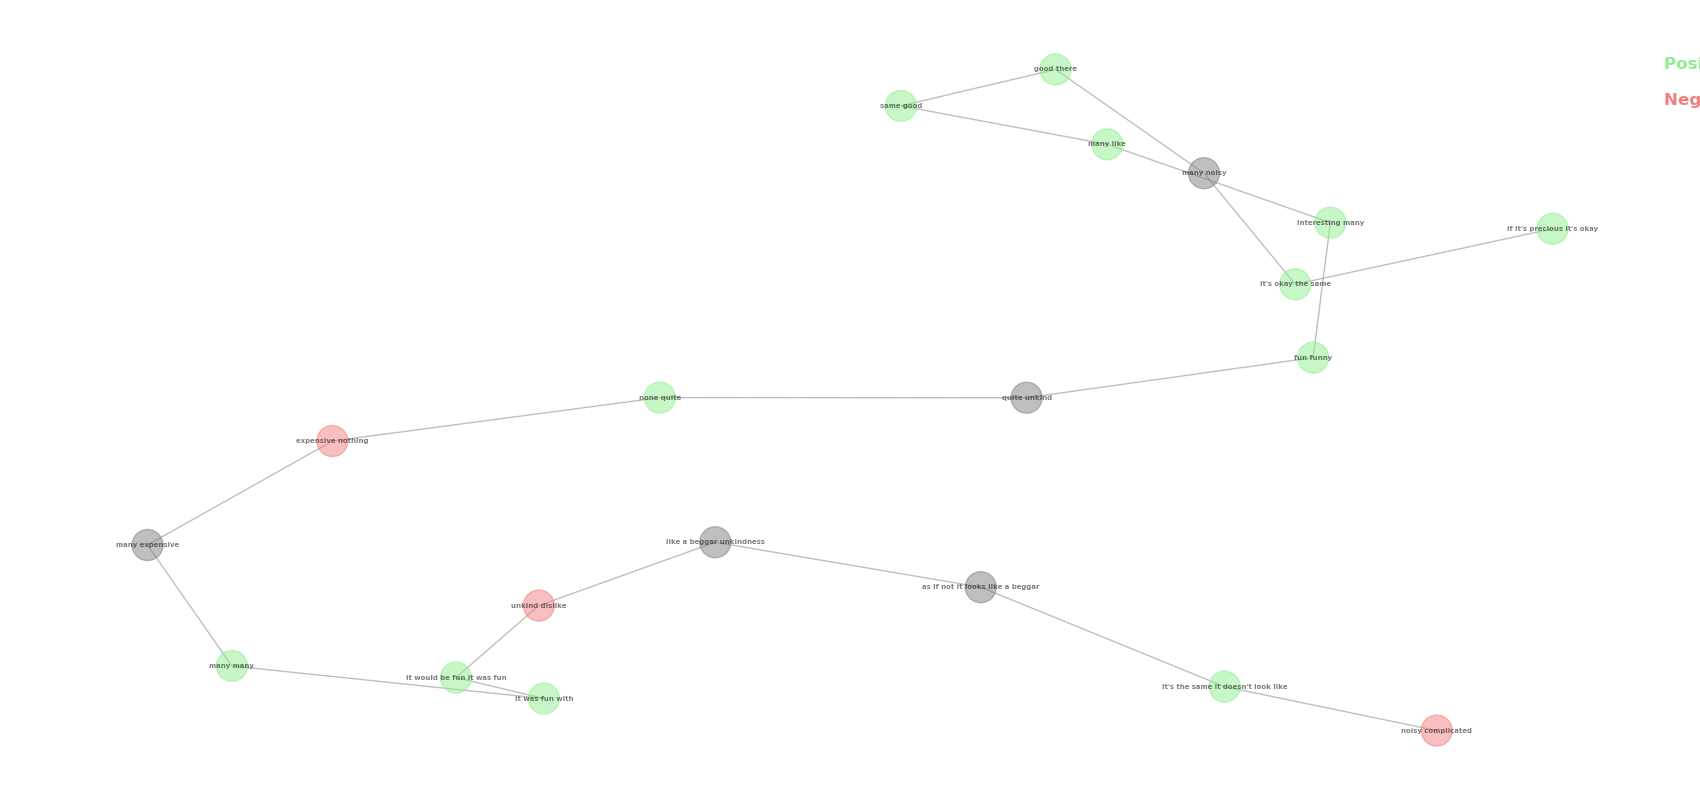 good there
Posi
same good
Neg
many like
many noisy
Interesting many
If it's precious It's okay
It's okay the same
fun funny
none quite
quite unkind
expensive nothing
many expensive
like a beggar unkindness
as if not it looks like a beggar
unkind dislike
many many
it would be fun it was fun
It was fun with
It's the same it doesn't look like
noisy complicated